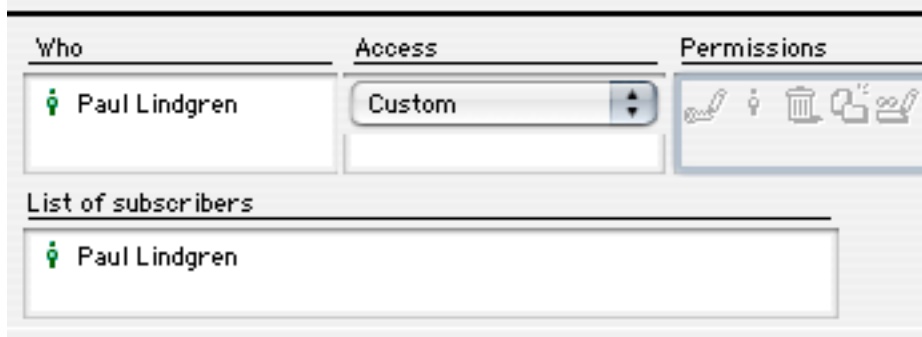 Who Access Permissions
Paul Lindgren Custom
List of subscribers
Paul Lindgren